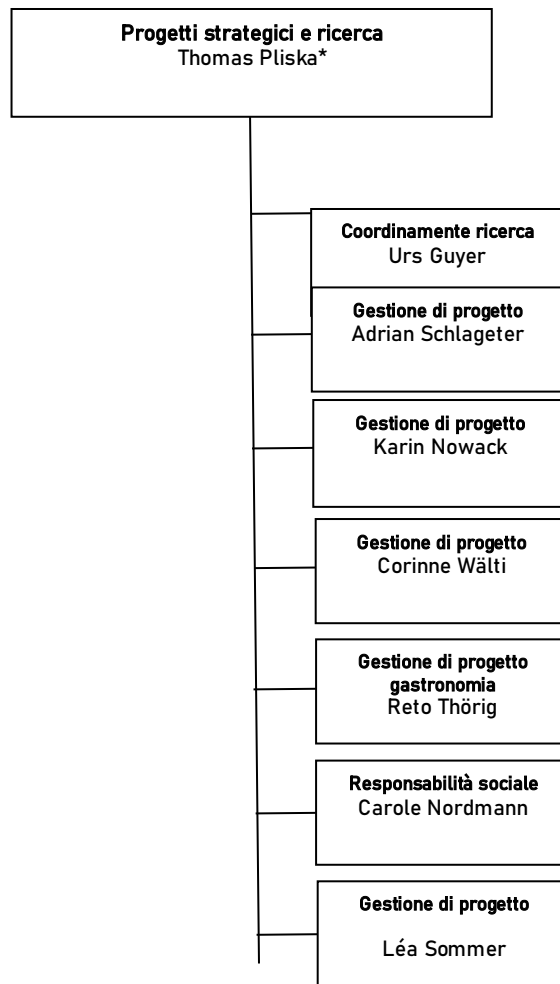 Progetti strategici e ricerca
Thomas Pliska*
Coordinamente ricerca
Urs Guyer
Gestione di progetto
Adrian Schlageter
Gestione di progetto
Karin Nowack
Gestione di progetto
Corinne Wälti
Gestione di progetto
gastronomia
Reto Thörig
Responsabilità sociale
Carole Nordmann
Gestione di progetto
Léa Sommer